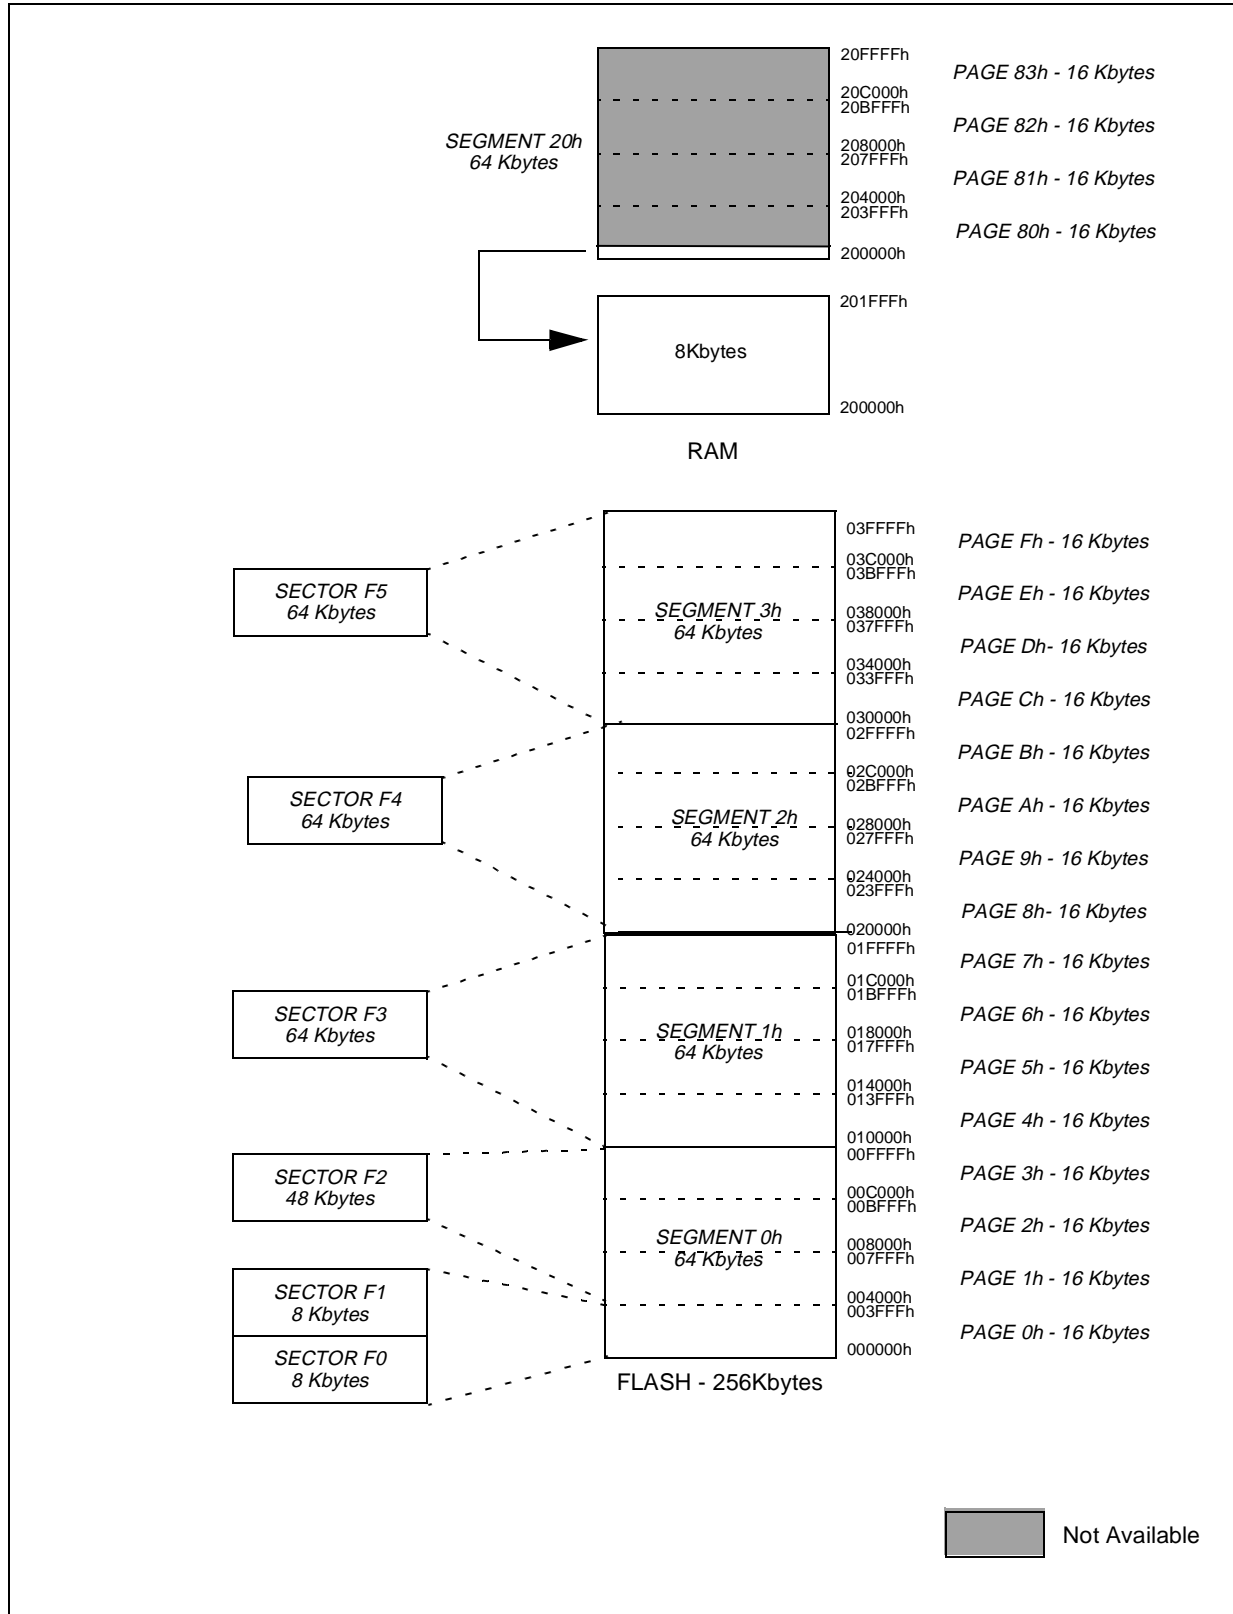 20FFFFh
PAGE 83h - 16 Kbytes
20C000h
20BFFFh
PAGE 82h - 16 Kbytes
SEGMENT 20h
64 Kbytes
208000h
207FFFh
PAGE 81h - 16 Kbytes
204000h
203FFFh
PAGE 80h - 16 Kbytes
200000h
201FFFh
8Kbytes
200000h
RAM
03FFFFh
PAGE Fh - 16 Kbytes
03C000h
03BFFFh
SECTOR F5
64 Kbytes
PAGE Eh - 16 Kbytes
SEGMENT 3h
64 Kbytes
038000h
037FFFh
PAGE Dh- 16 Kbytes
034000h
033FFFh
PAGE Ch - 16 Kbytes
030000h
02FFFFh
PAGE Bh - 16 Kbytes
02C000h
02BFFFh
SECTOR F4
64 Kbytes
PAGE Ah - 16 Kbytes
SEGMENT 2h
64 Kbytes
028000h
027FFFh
PAGE 9h - 16 Kbytes
024000h
023FFFh
PAGE 8h- 16 Kbytes
020000h
01FFFFh
PAGE 7h - 16 Kbytes
01C000h
01BFFFh
SECTOR F3
64 Kbytes
PAGE 6h - 16 Kbytes
SEGMENT 1h
64 Kbytes
018000h
017FFFh
PAGE 5h - 16 Kbytes
014000h
013FFFh
PAGE 4h - 16 Kbytes
010000h
00FFFFh
SECTOR F2
48 Kbytes
PAGE 3h - 16 Kbytes
00C000h
00BFFFh
PAGE 2h - 16 Kbytes
SEGMENT 0h
64 Kbytes
008000h
007FFFh
PAGE 1h - 16 Kbytes
SECTOR F1
8 Kbytes
004000h
003FFFh
PAGE 0h - 16 Kbytes
000000h
SECTOR F0
8 Kbytes
FLASH - 256Kbytes
Not Available